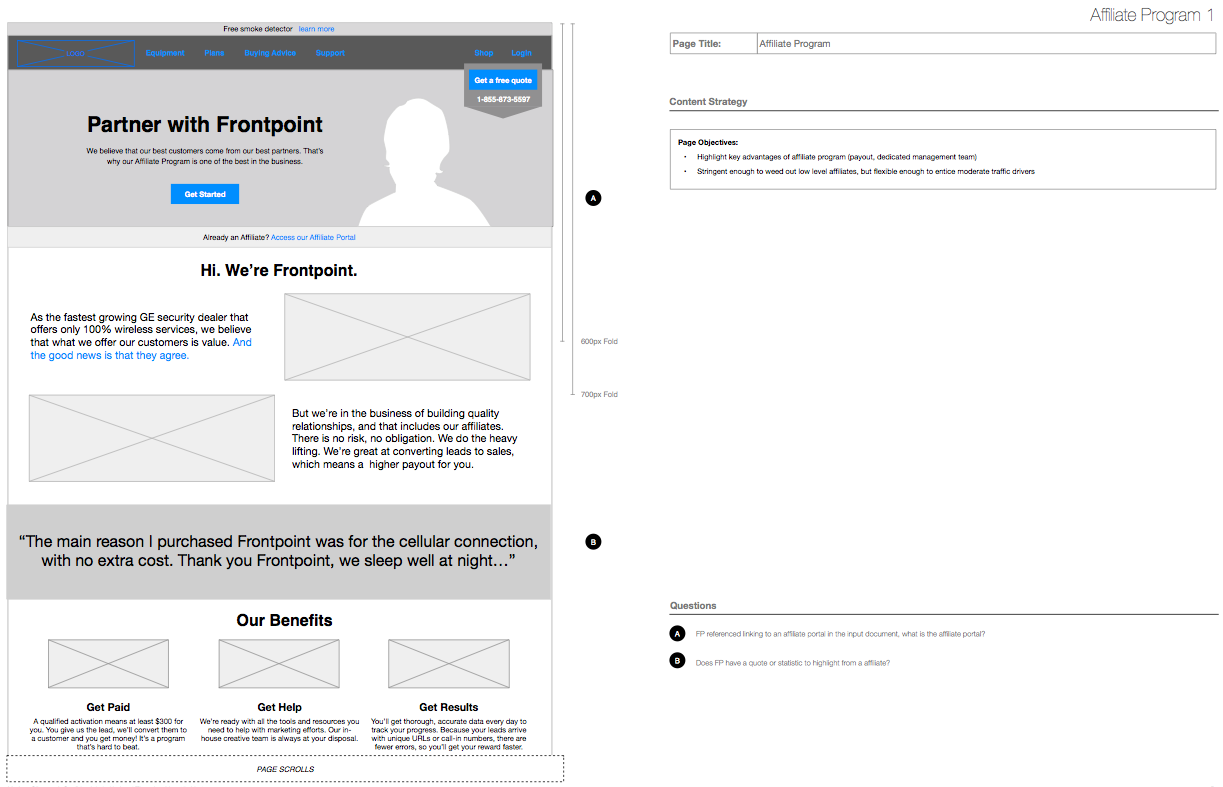 Affiliate Program 1
Free smoke detector learn more
LOGO Equipment Plans Buying Advice Support Shop Login
Get a free quote
1-855-873-5597
Partner with Frontpoint
We believe that our best customers come from our best partners. That's
why our Affiliate Program is one of the best in the business.
Get Started
Already an Affiliate? Access our Affiliate Portal
Hi. We're Frontpoint.
As the fastest growing GE security dealer that
offers only 100% wireless services, we believe
that what we offer our customers is value. And
the good news is that they agree.
But we're in the business of building quality
relationships, and that includes our affiliates.
There is no risk, no obligation. We do the heavy
lifting. We're great at converting leads to sales,
which means a higher payout for you.
“The main reason I purchased Frontpoint was for the cellular connection,
with no extra cost. Thank you Frontpoint, we sleep well at night…”
Our Benefits
Get Paid
A qualified activation means at least $300 for
you. You give us the lead, we'll convert them to
a customer and you get money! It's a program
that's hard to beat.
Get Help
We're ready with all the tools and resources you
need to help with marketing efforts. Our in-
house creative team is always at your disposal.
Get Results
You'll get thorough, accurate data every day to
track your progress. Because your leads arrive
with unique URLs or call-in numbers, there are
fewer errors, so you'll get your reward faster.
PAGE SCROLLS
A
600px Fold
700px Fold
B
Page Title: Affiliate Program
Content Strategy
Page Objectives:
• Highlight key advantages of affiliate program (payout, dedicated management team)
• Stringent enough to weed out low level affiliates, but flexible enough to entice moderate traffic drivers
Questions
A FP referenced linking to an affiliate portal in the input document, what is the affiliate portal?
B Does FP have a quote or statistic to highlight from a affiliate?